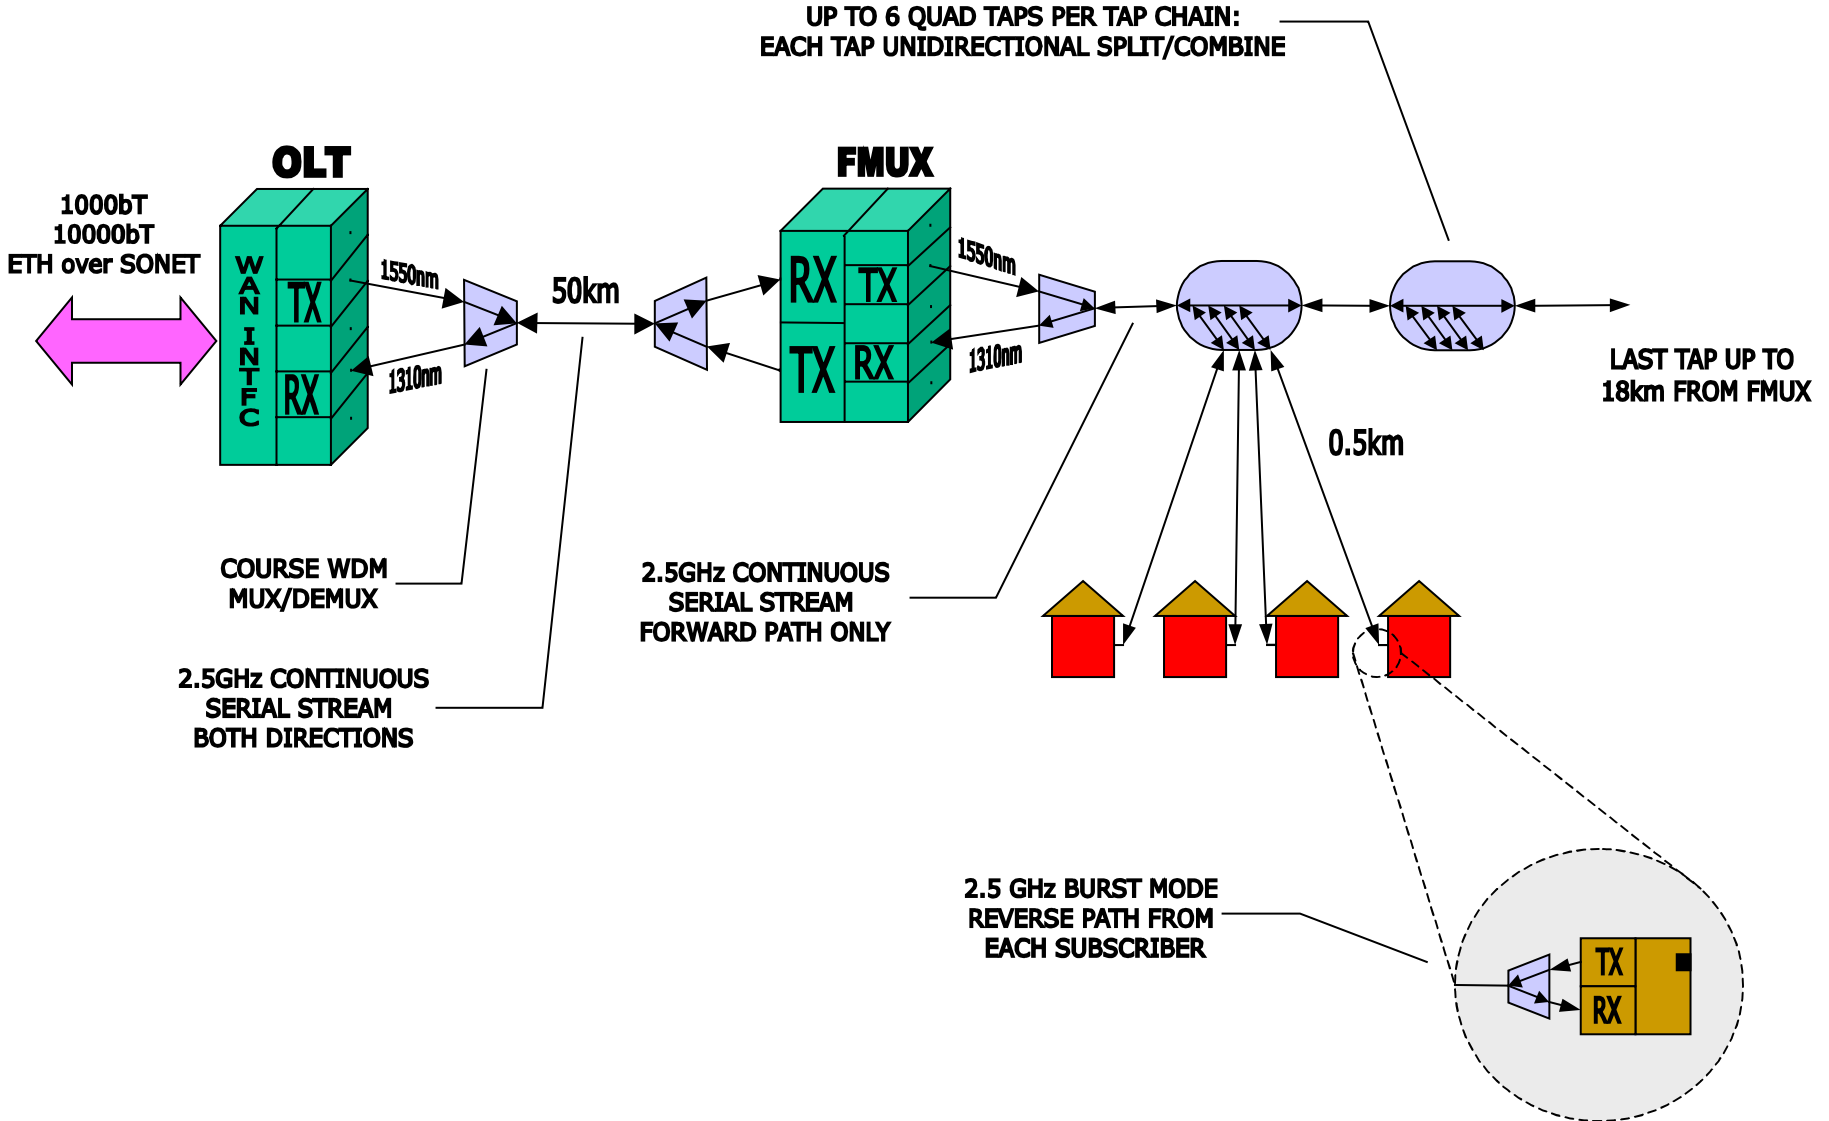 UP TO 6 QUAD TAPS PER TAP CHAIN:
EACH TAP UNIDIRECTIONAL SPLIT/COMBINE
OLT
FMUX
1000bT
10000bT
ETH over SONET
WAN INTFC
TX
RX
1550nm
1310nm
50km
RX
TX
TX
RX
1550nm
1310nm
LAST TAP UP TO
18km FROM FMUX
0.5km
COURSE WDM
MUX/DEMUX
2.5GHz CONTINUOUS
SERIAL STREAM
FORWARD PATH ONLY
2.5GHz CONTINUOUS
SERIAL STREAM
BOTH DIRECTIONS
2.5 GHz BURST MODE
REVERSE PATH FROM
EACH SUBSCRIBER
TX
RX